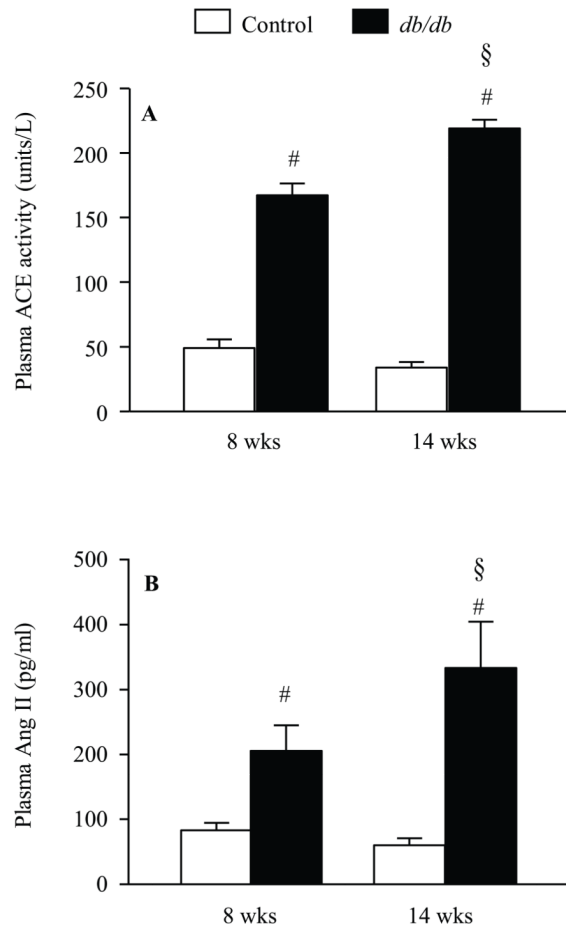 Control db/db
§
#
250
A
200
#
150
100
50
0
Plasma ACE activity (units/L)
8 wks 14 wks
500
B
§
#
400
#
300
200
100
0
Plasma Ang II (pg/ml)
8 wks 14 wks